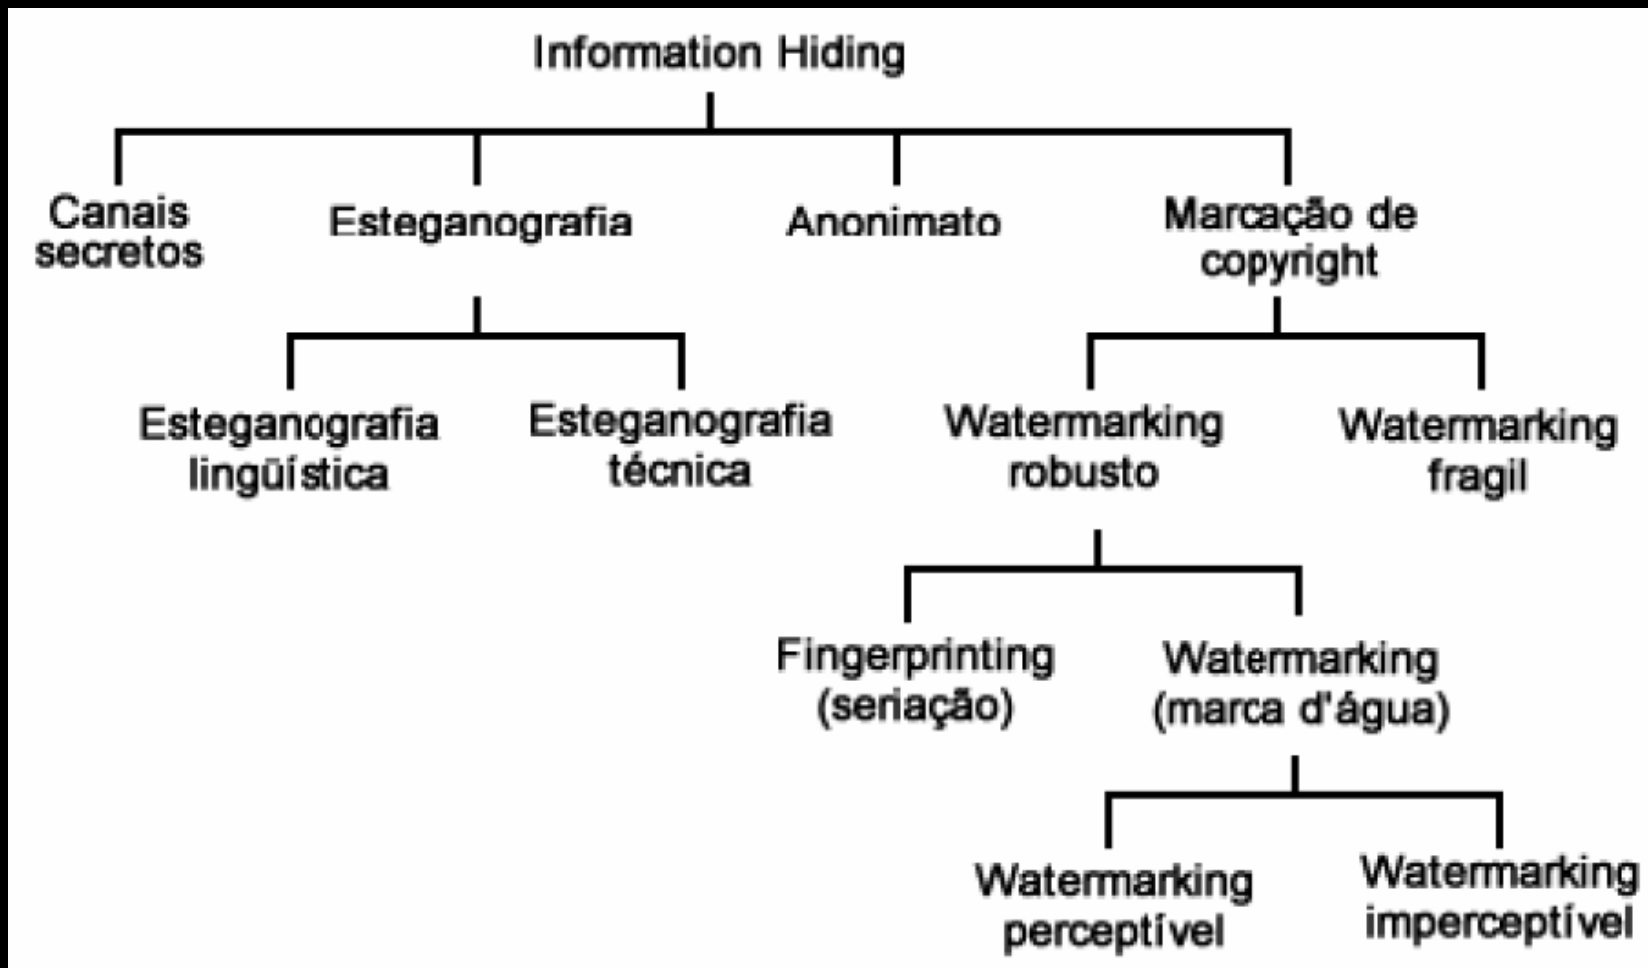 Information Hiding
Canais
secretos
Esteganografia
Anonimato
Marcação de
copyright
Esteganografia
lingüística
Esteganografia
técnica
Watermarking
robusto
Watermarking
fragil
Fingerprinting
(seriação)
Watermarking
(marca d'água)
Watermarking
perceptível
Watermarking
imperceptível